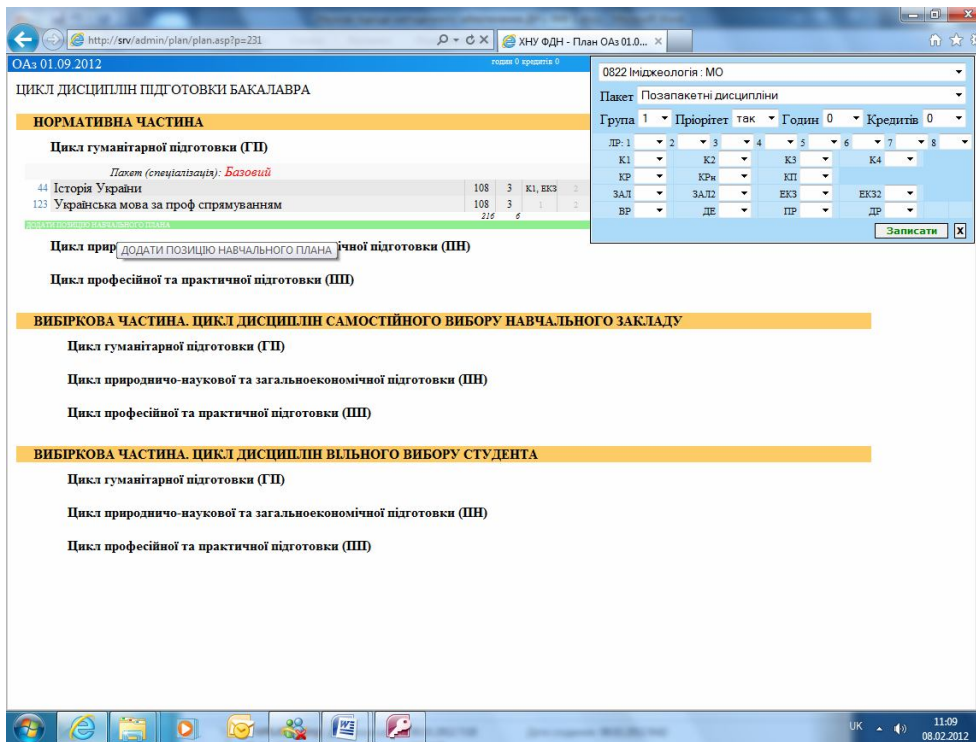 http://srv/admin/plan/plan.asp?p=231
ХНУ ФДН - План ОАз 01.0...
ОАз 01.09.2012
годин 0 кредитів 0
ЦИКЛ ДИСЦИПЛІН ПІДГОТОВКИ БАКАЛАВРА
НОРМАТИВНА ЧАСТИНА
Цикл гуманітарної підготовки (ГП)
Пакет (спеціалізація): Базовий
44 Історія України 108 3 К1, ЕКЗ 2
123 Українська мова за проф спрямуванням 108 3 1 2
216 6
ДОДАТИ ПОЗИЦІЮ НАВЧАЛЬНОГО ПЛАНА
Цикл прир
ДОДАТИ ПОЗИЦІЮ НАВЧАЛЬНОГО ПЛАНА
ічної підготовки (ПН)
Цикл професійної та практичної підготовки (ПП)
ВИБІРКОВА ЧАСТИНА. ЦИКЛ ДИСЦИПЛІН САМОСТІЙНОГО ВИБОРУ НАВЧАЛЬНОГО ЗАКЛАДУ
Цикл гуманітарної підготовки (ГП)
Цикл природничо-наукової та загальноекономічної підготовки (ПН)
Цикл професійної та практичної підготовки (ПП)
ВИБІРКОВА ЧАСТИНА. ЦИКЛ ДИСЦИПЛІН ВІЛЬНОГО ВИБОРУ СТУДЕНТА
Цикл гуманітарної підготовки (ГП)
Цикл природничо-наукової та загальноекономічної підготовки (ПН)
Цикл професійної та практичної підготовки (ПП)
0822 Іміджеологія : МО
Пакет Позапакетні дисципліни
Група 1 Пріорітет так Годин 0 Кредитів 0
ЛР: 1 2 3 4 5 6 7 8
К1 К2 К3 К4
КР КРн КП
ЗАЛ ЗАЛ2 ЕКЗ ЕКЗ2
ВР ДЕ ПР ДР
Записати X
UK
11:09
08.02.2012